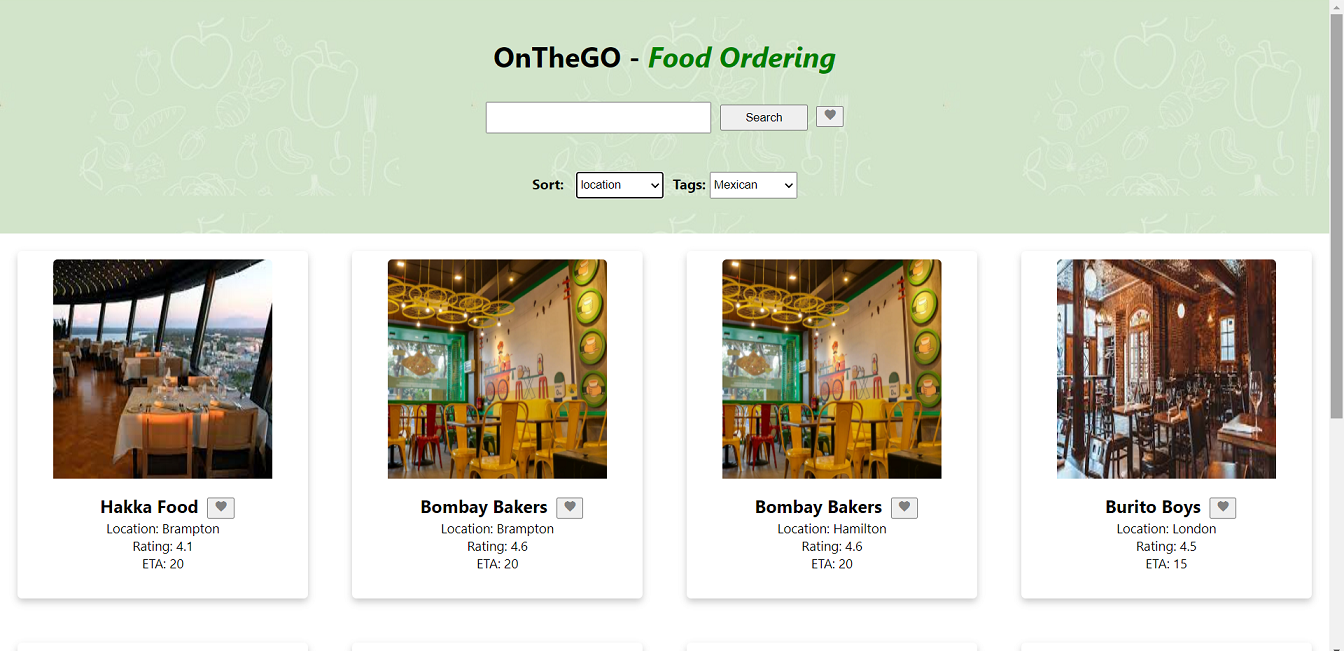 OnTheGO - Food Ordering
Search
Sort: location Tags: Mexican
Hakka Food
Location: Brampton
Rating: 4.1
ETA: 20
Bombay Bakers
Location: Brampton
Rating: 4.6
ETA: 20
Bombay Bakers
Location: Hamilton
Rating: 4.6
ETA: 20
Burito Boys
Location: London
Rating: 4.5
ETA: 15